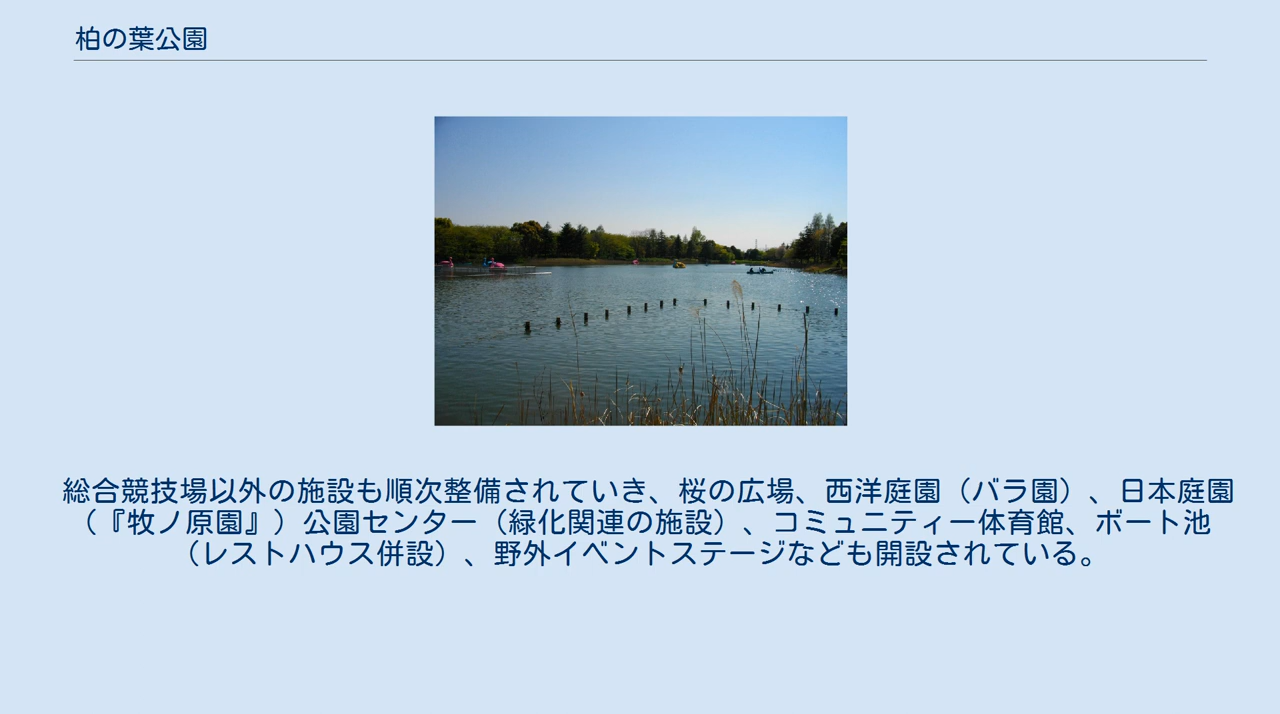 柏の葉公園
総合競技場以外の施設も順次整備されていき、桜の広場、西洋庭園（バラ園）、日本庭園
（『牧ノ原園』）公園センター（緑化関連の施設）、コミュニティー体育館、ボート池
（レストハウス併設）、野外イベントステージなども開設されている。